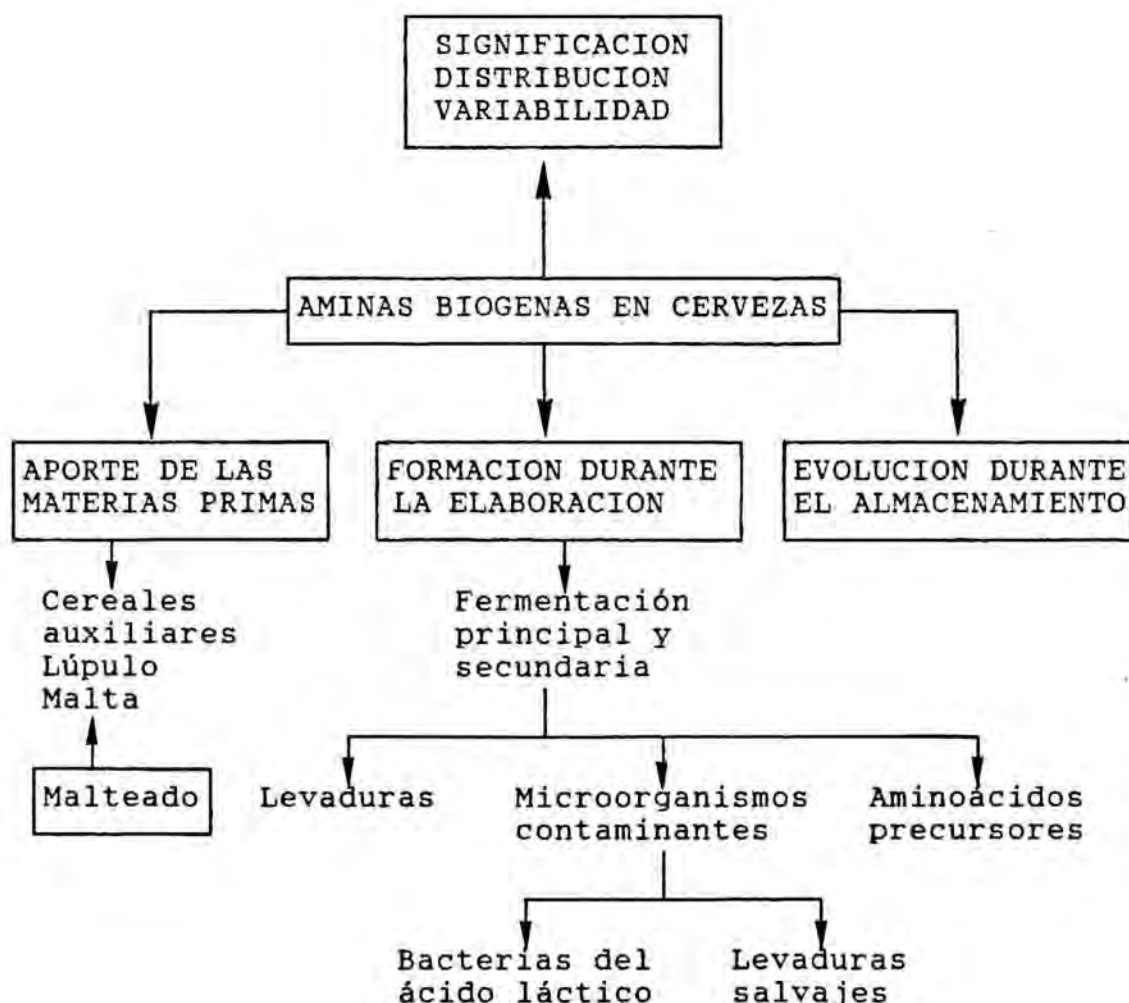 SIGNIFICACION
DISTRIBUCION
VARIABILIDAD
AMINAS BIOGENAS EN CERVEZAS
APORTE DE LAS
MATERIAS PRIMAS
FORMACION DURANTE
LA ELABORACION
EVOLUCION DURANTE
EL ALMACENAMIENTO
Cereales
auxiliares
Lúpulo
Malta
Malteado
Fermentación
principal y
secundaria
Levaduras
Microorganismos
contaminantes
Aminoácidos
precursores
Bacterias del
ácido láctico
Levaduras
salvajes